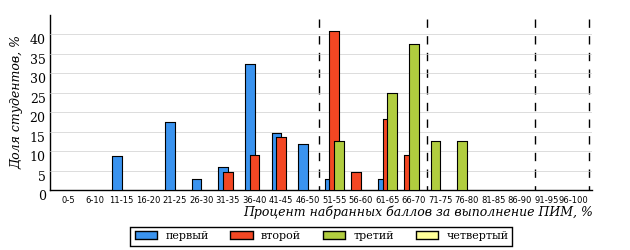 Доля студентов, %
40
35
30
25
20
15
10
5
0
0-5 6-10 11-15 16-20 21-25 26-30 31-35 36-40 41-45 46-50 51-55 56-60 61-65 66-70 71-75 76-80 81-85 86-90 91-95 96-100
Процент набранных баллов за выполнение ПИМ, %
первый второй третий четвертый